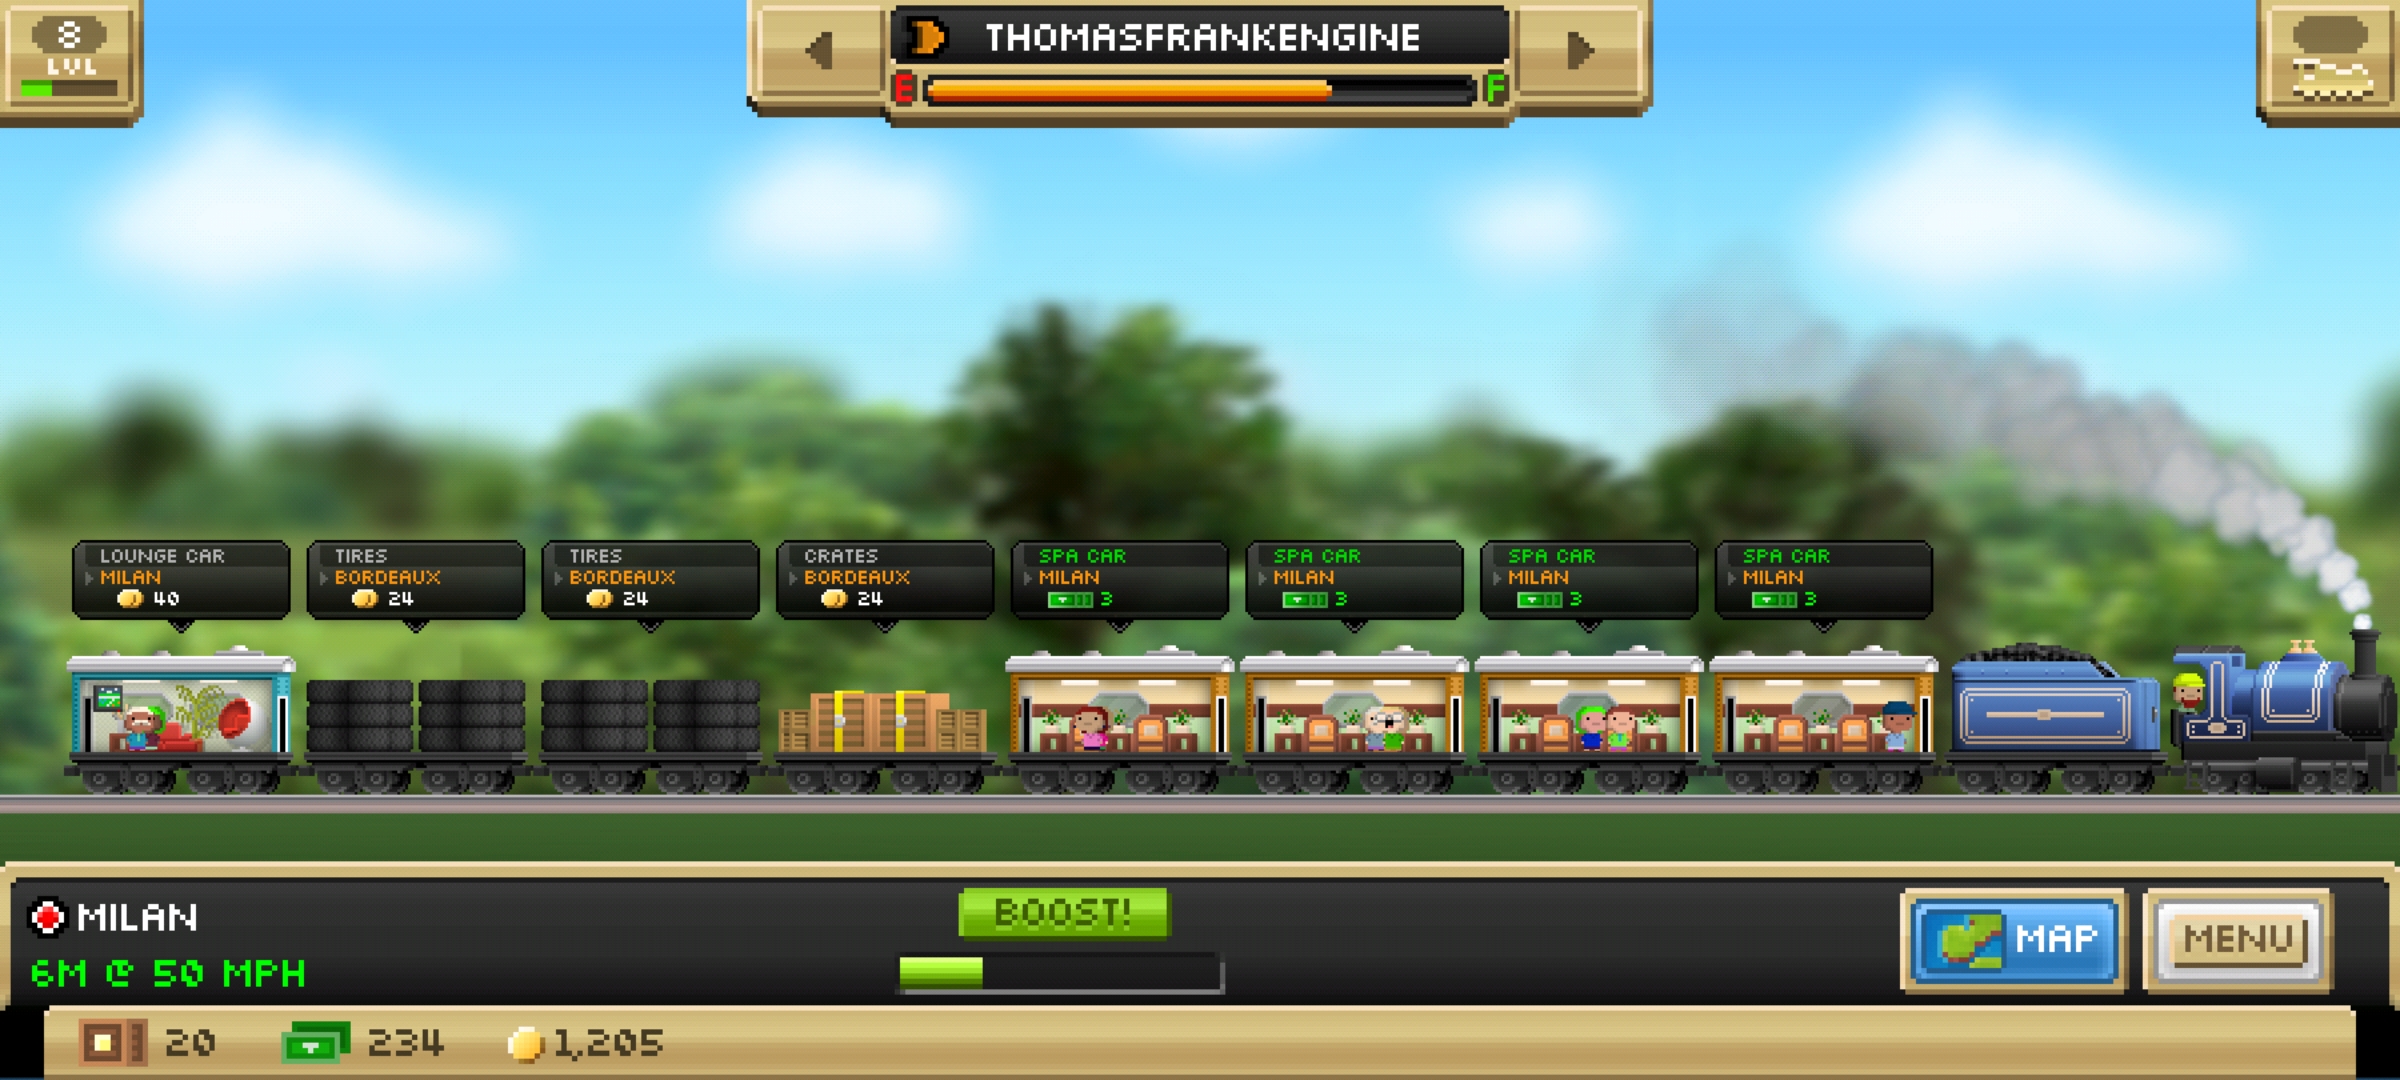 8
LVL
THOMASFRANKENGINE
E F
LOUNGE CAR
MILAN
40
TIRES
BORDEAUX
24
TIRES
BORDEAUX
24
CRATES
BORDEAUX
24
SPA CAR
MILAN
3
SPA CAR
MILAN
3
SPA CAR
MILAN
3
SPA CAR
MILAN
3
MILAN
6M @ 50 MPH
BOOST!
MAP
MENU
20
234
1,205